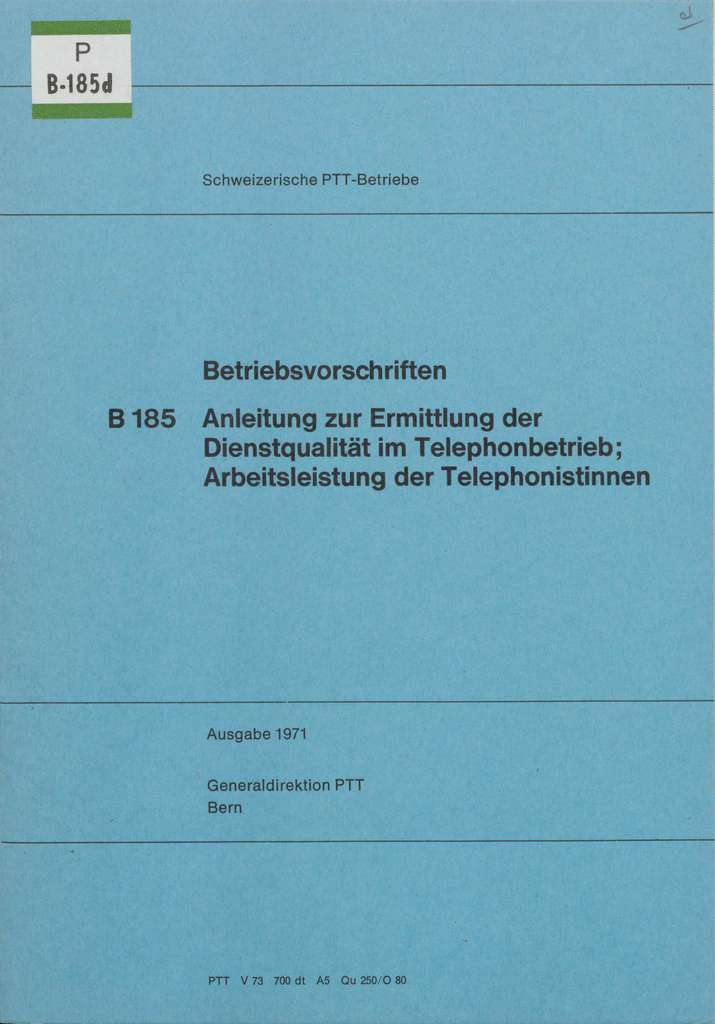 P
B-185d
Schweizerische PTT-Betriebe
Betriebsvorschriften
B 185 Anleitung zur Ermittlung der
Dienstqualität im Telephonbetrieb;
Arbeitsleistung der Telephonistinnen
Ausgabe 1971
Generaldirektion PTT
Bern
PTT V 73 700 dt A5 Qu 250/O 80